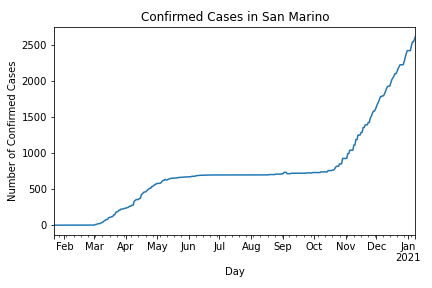 Confirmed Cases in San Marino
Number of Confirmed Cases
2500
2000
1500
1000
500
0
Feb Mar Apr May Jun Jul Aug Sep Oct Nov Dec Jan
2021
Day